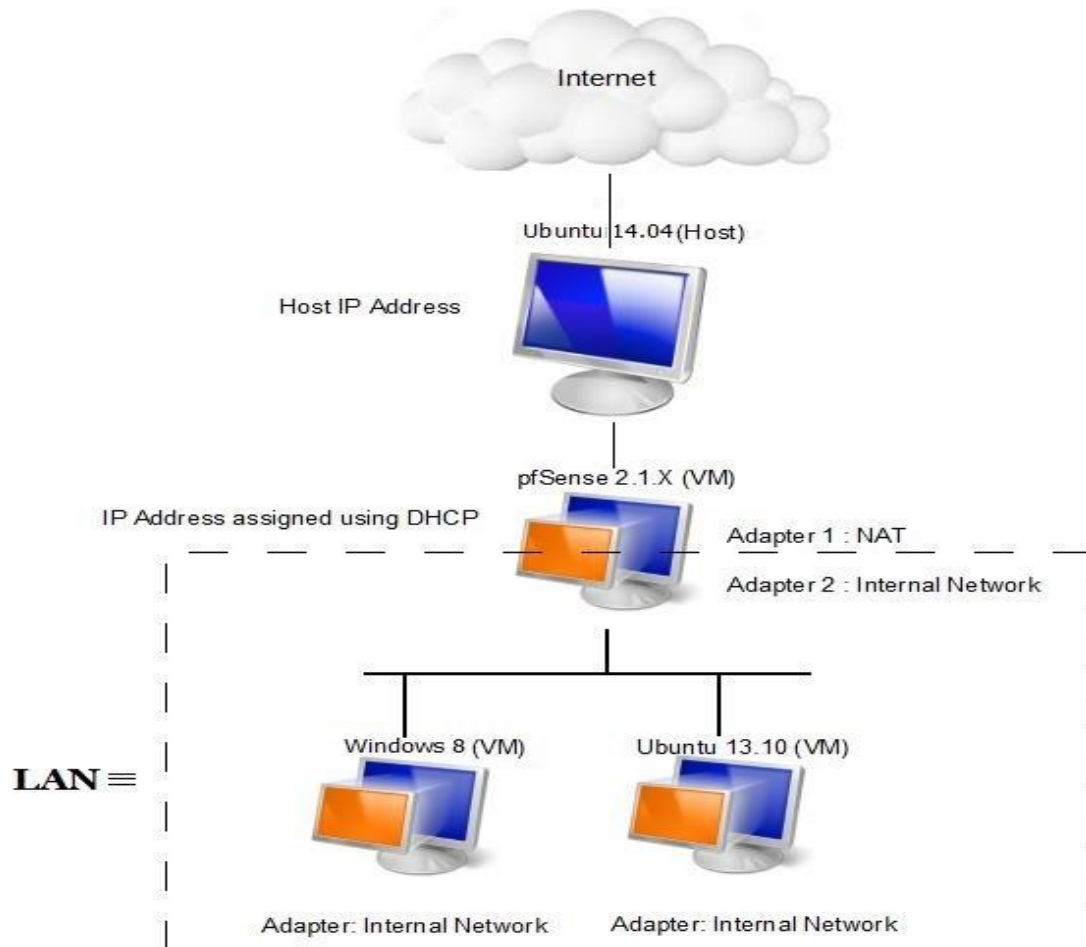 Internet
Ubuntu 14.04(Host)
Host IP Address
pfSense 2.1.X (VM)
IP Address assigned using DHCP
Adapter 1 : NAT
Adapter 2 : Internal Network
Windows 8 (VM)
Ubuntu 13.10 (VM)
LAN ≡
Adapter: Internal Network
Adapter: Internal Network